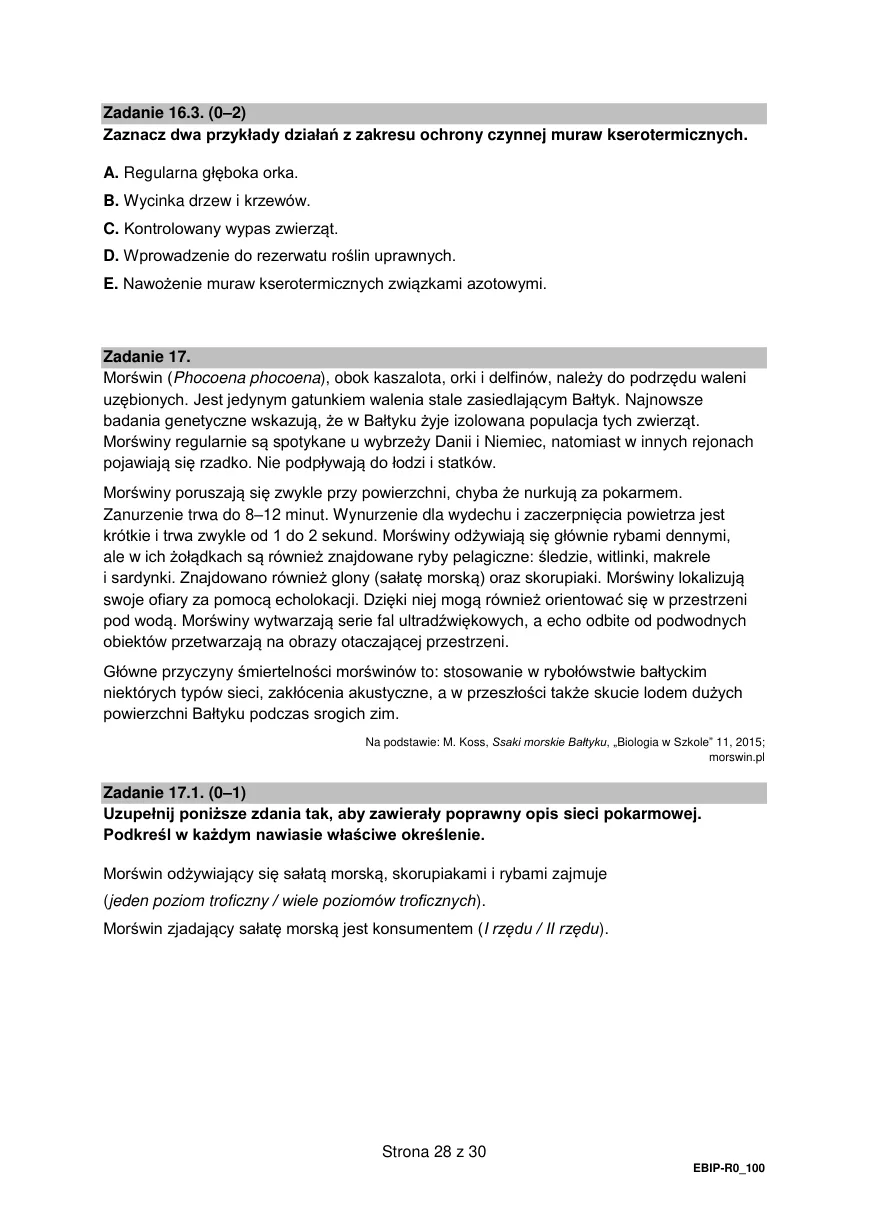 Zadanie 16.3. (0–2)
Zaznacz dwa przykłady działań z zakresu ochrony czynnej muraw kserotermicznych.
A. Regularna głęboka orka.
B. Wycinka drzew i krzewów.
C. Kontrolowany wypas zwierząt.
D. Wprowadzenie do rezerwatu roślin uprawnych.
E. Nawożenie muraw kserotermicznych związkami azotowymi.
Zadanie 17.
Morświn (Phocoena phocoena), obok kaszalota, orki i delfinów, należy do podrzędu waleni
uzębionych. Jest jedynym gatunkiem walenia stale zasiedlającym Bałtyk. Najnowsze
badania genetyczne wskazują, że w Bałtyku żyje izolowana populacja tych zwierząt.
Morświny regularnie są spotykane u wybrzeży Danii i Niemiec, natomiast w innych rejonach
pojawiają się rzadko. Nie podpływają do łodzi i statków.
Morświny poruszają się zwykle przy powierzchni, chyba że nurkują za pokarmem.
Zanurzenie trwa do 8–12 minut. Wynurzenie dla wydechu i zaczerpnięcia powietrza jest
krótkie i trwa zwykle od 1 do 2 sekund. Morświny odżywiają się głównie rybami dennymi,
ale w ich żołądkach są również znajdowane ryby pelagiczne: śledzie, witlinki, makrele
i sardynki. Znajdowano również glony (sałatę morską) oraz skorupiaki. Morświny lokalizują
swoje ofiary za pomocą echolokacji. Dzięki niej mogą również orientować się w przestrzeni
pod wodą. Morświny wytwarzają serie fal ultradźwiękowych, a echo odbite od podwodnych
obiektów przetwarzają na obrazy otaczającej przestrzeni.
Główne przyczyny śmiertelności morświnów to: stosowanie w rybołówstwie bałtyckim
niektórych typów sieci, zakłócenia akustyczne, a w przeszłości także skucie lodem dużych
powierzchni Bałtyku podczas srogich zim.
Na podstawie: M. Koss, Ssaki morskie Bałtyku, „Biologia w Szkole” 11, 2015;
morswin.pl
Zadanie 17.1. (0–1)
Uzupełnij poniższe zdania tak, aby zawierały poprawny opis sieci pokarmowej.
Podkreśl w każdym nawiasie właściwe określenie.
Morświn odżywiający się sałatą morską, skorupiakami i rybami zajmuje
(jeden poziom troficzny / wiele poziomów troficznych).
Morświn zjadający sałatę morską jest konsumentem (I rzędu / II rzędu).
Strona 28 z 30
EBIP-R0_100